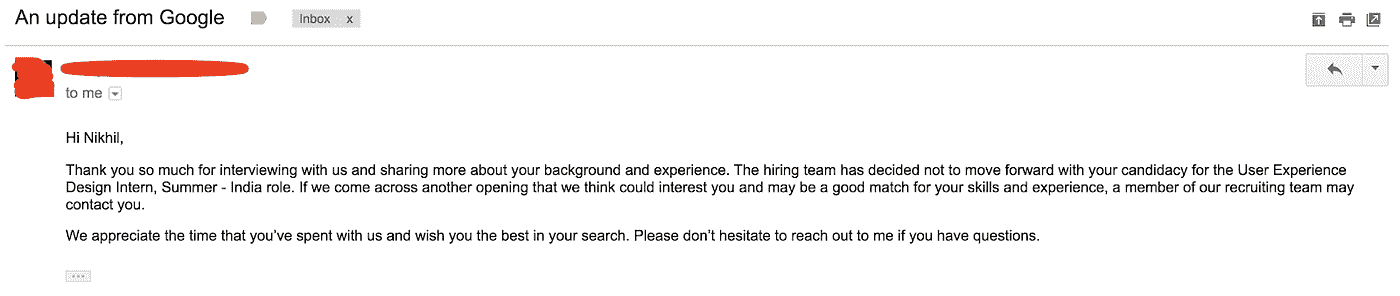 An update from Google
Inbox x
to me
Hi Nikhil,
Thank you so much for interviewing with us and sharing more about your background and experience. The hiring team has decided not to move forward with your candidacy for the User Experience
Design Intern, Summer - India role. If we come across another opening that we think could interest you and may be a good match for your skills and experience, a member of our recruiting team may
contact you.
We appreciate the time that you’ve spent with us and wish you the best in your search. Please don’t hesitate to reach out to me if you have questions.